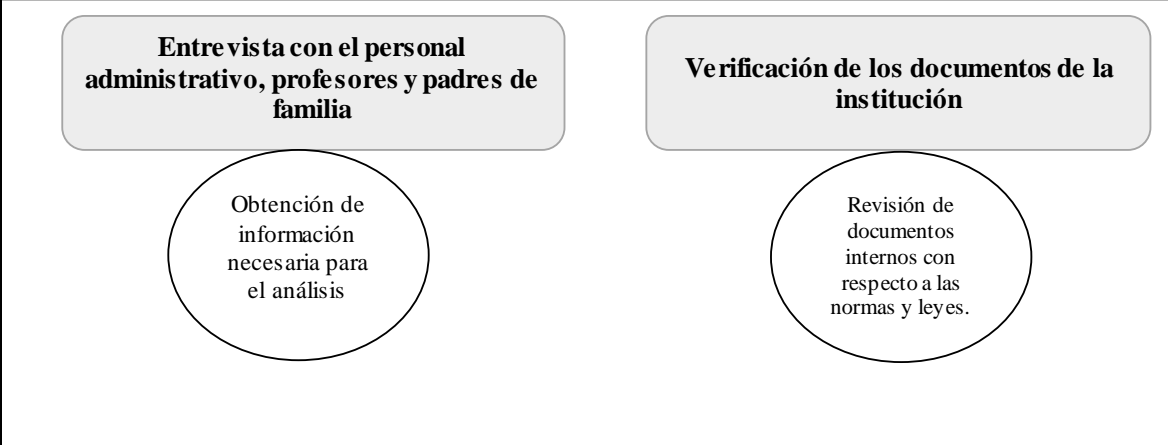 Entrevista con el personal
administrativo, profesores y padres de
familia
Verificación de los documentos de la
institución
Obtención de
información
necesaria para
el análisis
Revisión de
documentos
internos con
respecto a las
normas y leyes.